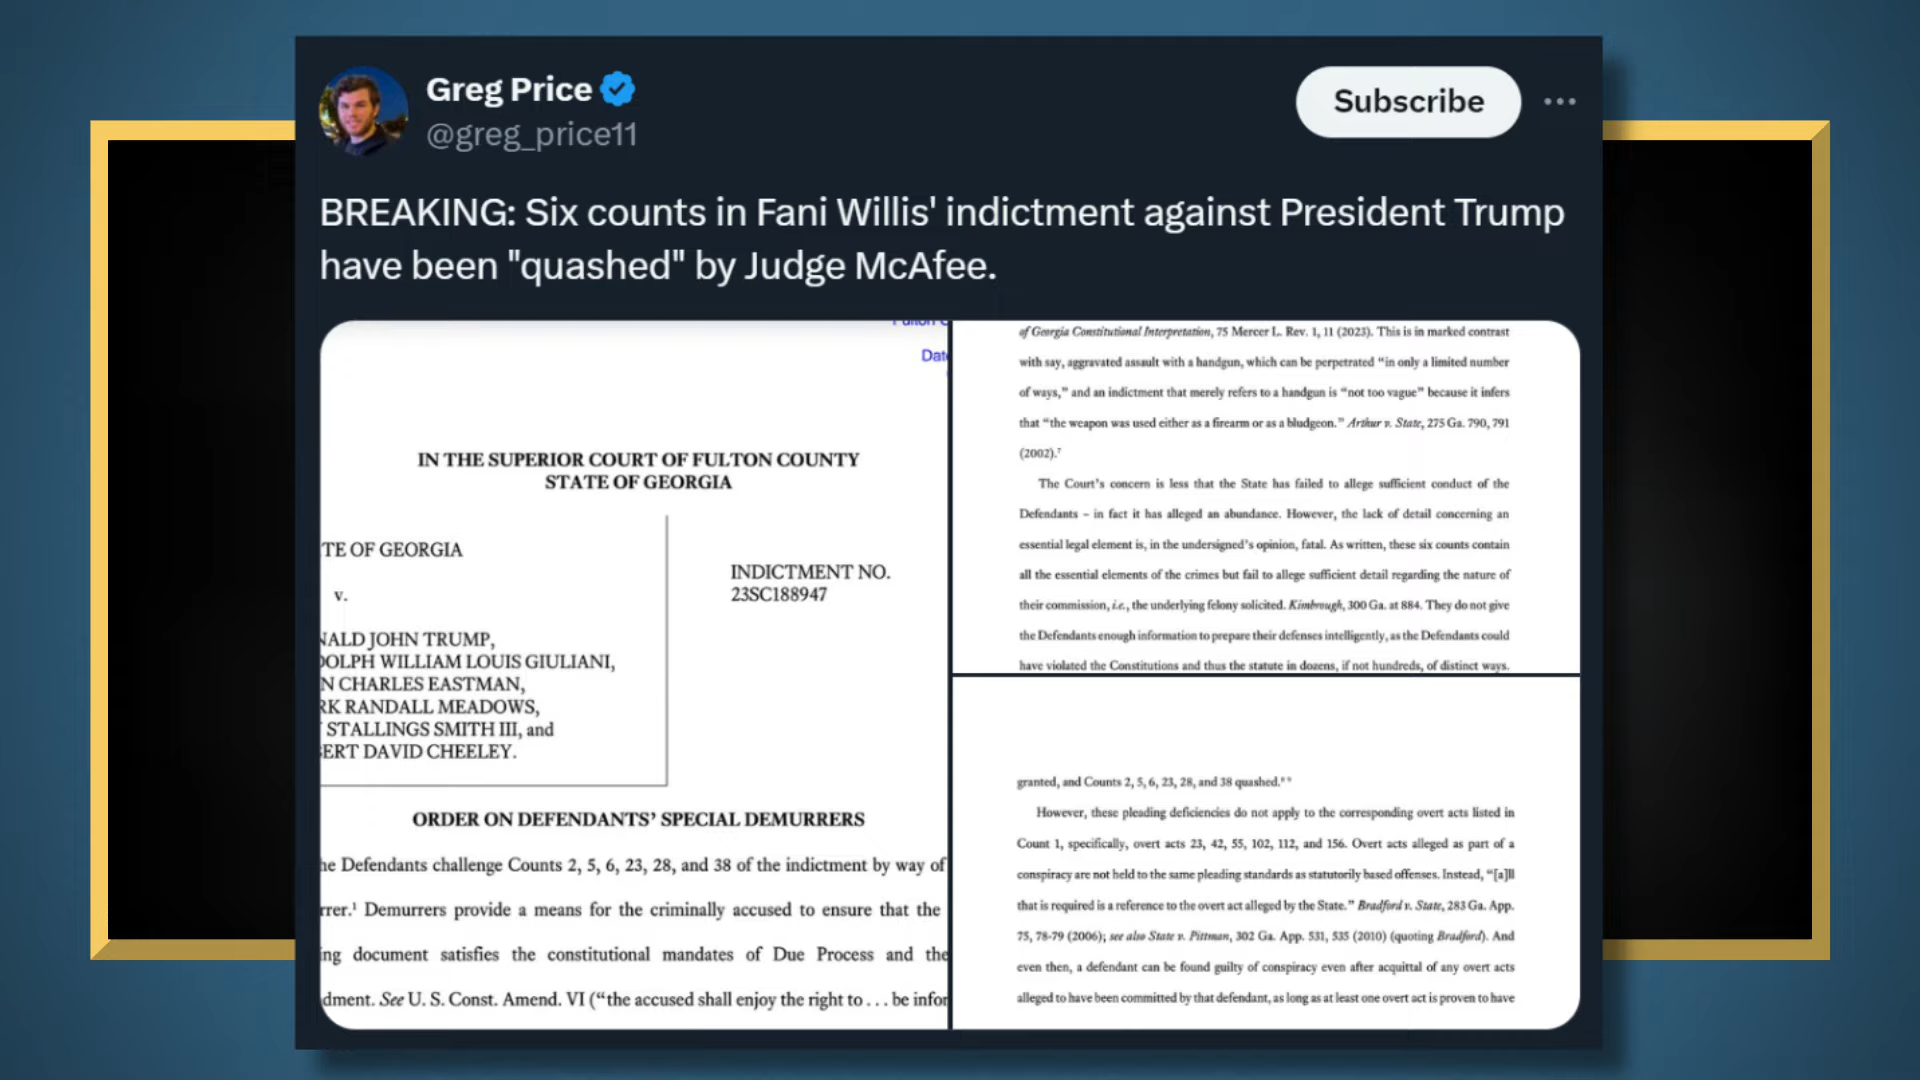 Greg Price
@greg_price11
Subscribe
BREAKING: Six counts in Fani Willis' indictment against President Trump
have been "quashed" by Judge McAfee.
Date
IN THE SUPERIOR COURT OF FULTON COUNTY
STATE OF GEORGIA
TE OF GEORGIA
v.
NALD JOHN TRUMP,
OLPH WILLIAM LOUIS GIULIANI,
N CHARLES EASTMAN,
RK RANDALL MEADOWS,
STALLINGS SMITH III, and
ERT DAVID CHEELEY.
INDICTMENT NO.
23SC188947
ORDER ON DEFENDANTS' SPECIAL DEMURRERS
he Defendants challenge Counts 2, 5, 6, 23, 28, and 38 of the indictment by way of
rrer.¹ Demurrers provide a means for the criminally accused to ensure that the
ing document satisfies the constitutional mandates of Due Process and the
dment. See U. S. Const. Amend. VI ("the accused shall enjoy the right to . . . be infor
of Georgia Constitutional Interpretation, 75 Mercer L. Rev. 1, 11 (2023). This is in marked contrast
with say, aggravated assault with a handgun, which can be perpetrated "in only a limited number
of ways," and an indictment that merely refers to a handgun is "not too vague" because it infers
that "the weapon was used either as a firearm or as a bludgeon." Arthur v. State, 275 Ga. 790, 791
(2002).⁷
The Court's concern is less that the State has failed to allege sufficient conduct of the
Defendants – in fact it has alleged an abundance. However, the lack of detail concerning an
essential legal element is, in the undersigned's opinion, fatal. As written, these six counts contain
all the essential elements of the crimes but fail to allege sufficient detail regarding the nature of
their commission, i.e., the underlying felony solicited. Kimbrough, 300 Ga. at 884. They do not give
the Defendants enough information to prepare their defenses intelligently, as the Defendants could
have violated the Constitutions and thus the statute in dozens, if not hundreds, of distinct ways.
granted, and Counts 2, 5, 6, 23, 28, and 38 quashed.⁸ ⁹
However, these pleading deficiencies do not apply to the corresponding overt acts listed in
Count 1, specifically, overt acts 23, 42, 55, 102, 112, and 156. Overt acts alleged as part of a
conspiracy are not held to the same pleading standards as statutorily based offenses. Instead, "[a]ll
that is required is a reference to the overt act alleged by the State." Bradford v. State, 283 Ga. App.
75, 78-79 (2006); see also State v. Pittman, 302 Ga. App. 531, 535 (2010) (quoting Bradford). And
even then, a defendant can be found guilty of conspiracy even after acquittal of any overt acts
alleged to have been committed by that defendant, as long as at least one overt act is proven to have